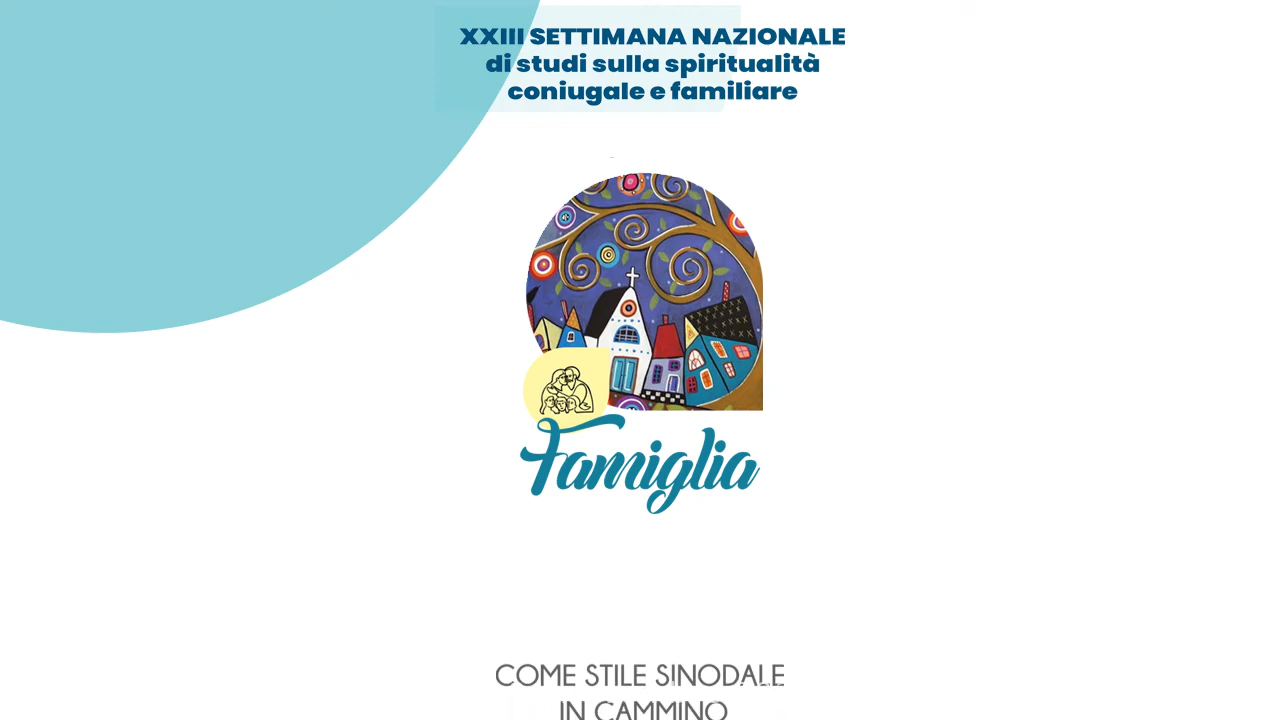 XXIII SETTIMANA NAZIONALE
di studi sulla spiritualità
coniugale e familiare
Famiglia
COME STILE SINODALE
IN CAMMINO